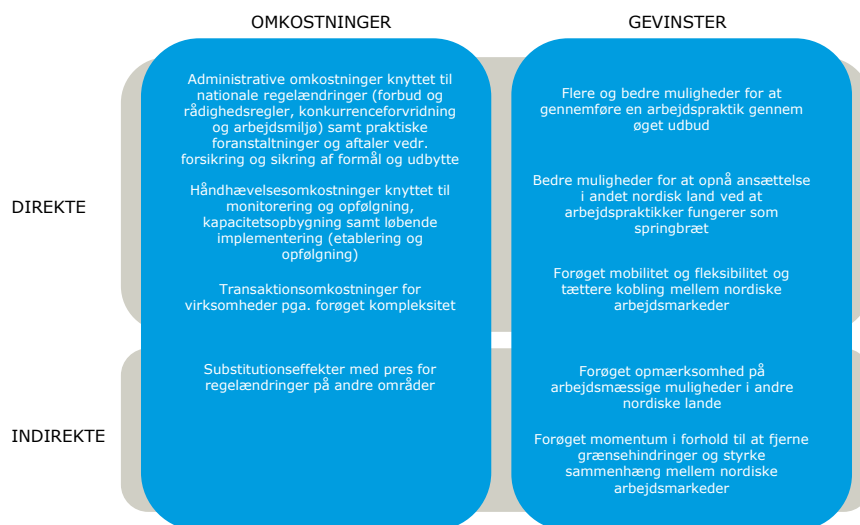 OMKOSTNINGER
GEVINSTER
DIREKTE
Administrative omkostninger knyttet til
nationale regelændringer (forbud og
rådighedsregler, konkurrenceforvridning
og arbejdsmiljø) samt praktiske
foranstaltninger og aftaler vedr.
forsikring og sikring af formål og udbytte
Håndhævelsesomkostninger knyttet til
monitorering og opfølgning,
kapacitetsopbygning samt løbende
implementering (etablering og
opfølgning)
Transaktionsomkostninger for
virksomheder pga. forøget kompleksitet
Flere og bedre muligheder for at
gennemføre en arbejdspraktik gennem
øget udbud
Bedre muligheder for at opnå ansættelse
i andet nordisk land ved at
arbejdspraktikker fungerer som
springbræt
Forøget mobilitet og fleksibilitet og
tættere kobling mellem nordiske
arbejdsmarkeder
INDIREKTE
Substitutionseffekter med pres for
regelændringer på andre områder
Forøget opmærksomhed på
arbejdsmæssige muligheder i andre
nordiske lande
Forøget momentum i forhold til at fjerne
grænsehindringer og styrke
sammenhæng mellem nordiske
arbejdsmarkeder